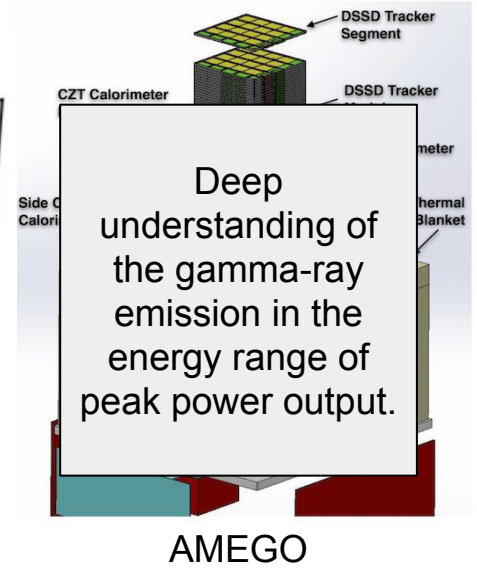 DSSD Tracker
Segment
CZT Calorimeter
DSSD Tracker
meter
Side C
Calori
hermal
Blanket
Deep
understanding of
the gamma-ray
emission in the
energy range of
peak power output.
AMEGO